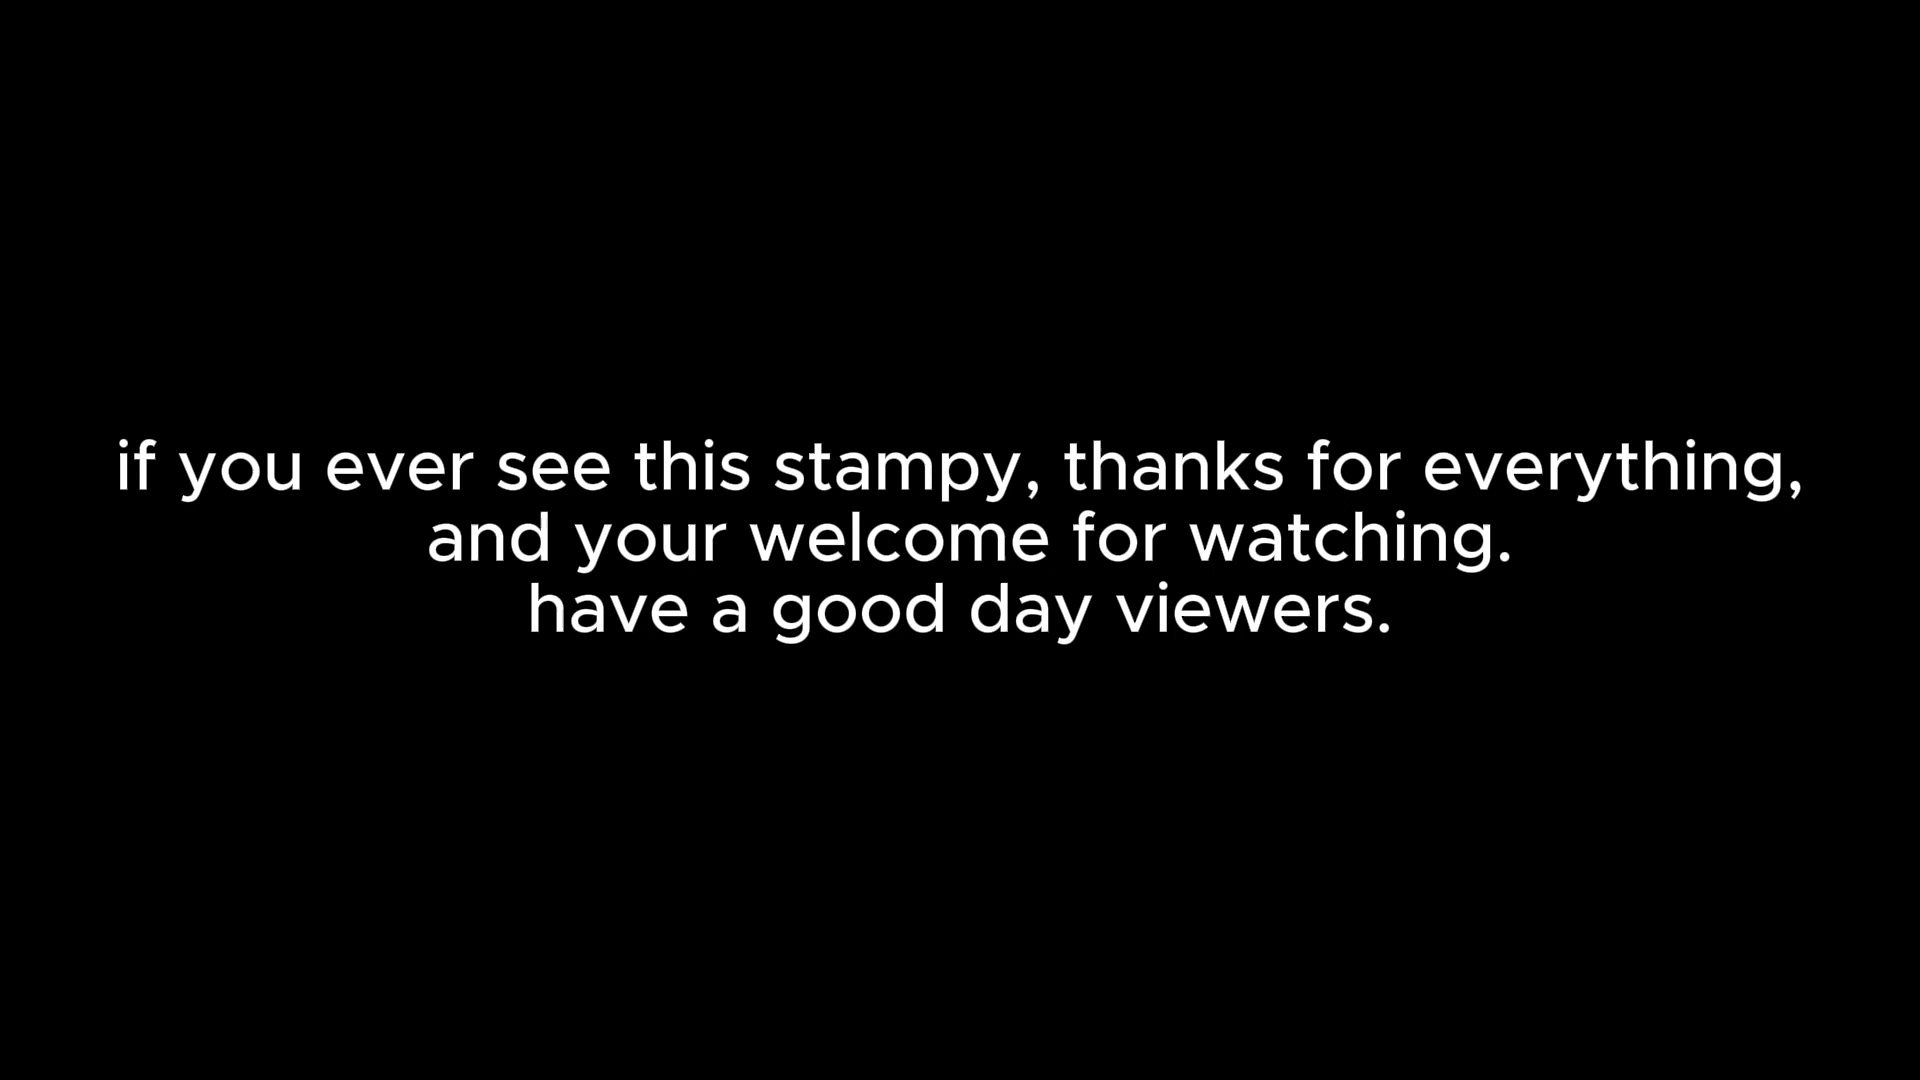 if you ever see this stampy, thanks for everything,
and your welcome for watching.
have a good day viewers.